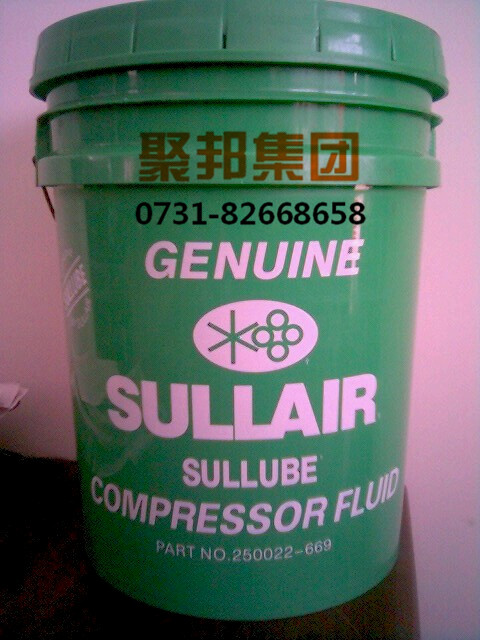 聚邦集团
0731-82668658
GENUINE
SULLAIR
SULLUBE
COMPRESSOR FLUID
PART NO.250022-669